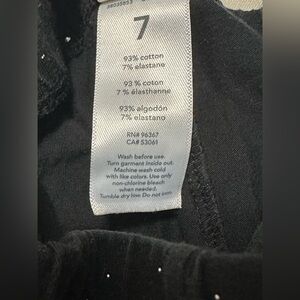 7
93% cotton
7% elastane
93% coton
7% élasthanne
93% algodón
7% elastano
RN# 96367
CA# 53061
Wash before use.
Turn garment inside out.
Machine wash cold
with like colors. Use only
non-chlorine bleach
when needed.
Tumble dry low. Do not iron.